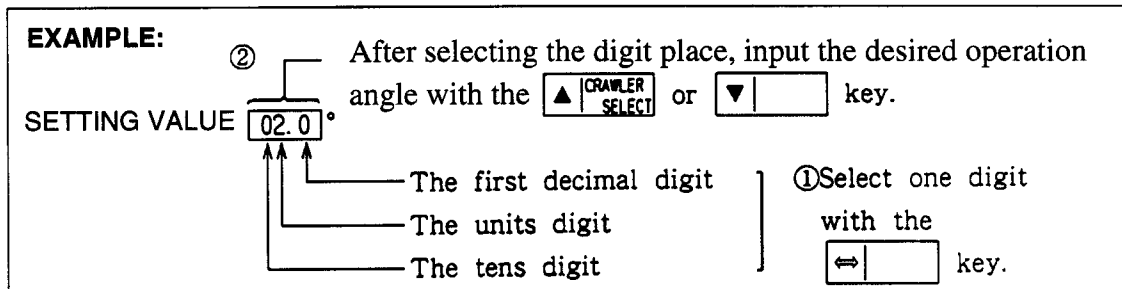 EXAMPLE:
② After selecting the digit place, input the desired operation
angle with the ▲ CRAWLER SELECT or ▼ key.
SETTING VALUE 02.0°
The first decimal digit
The units digit
The tens digit
①Select one digit
with the
⇔ key.